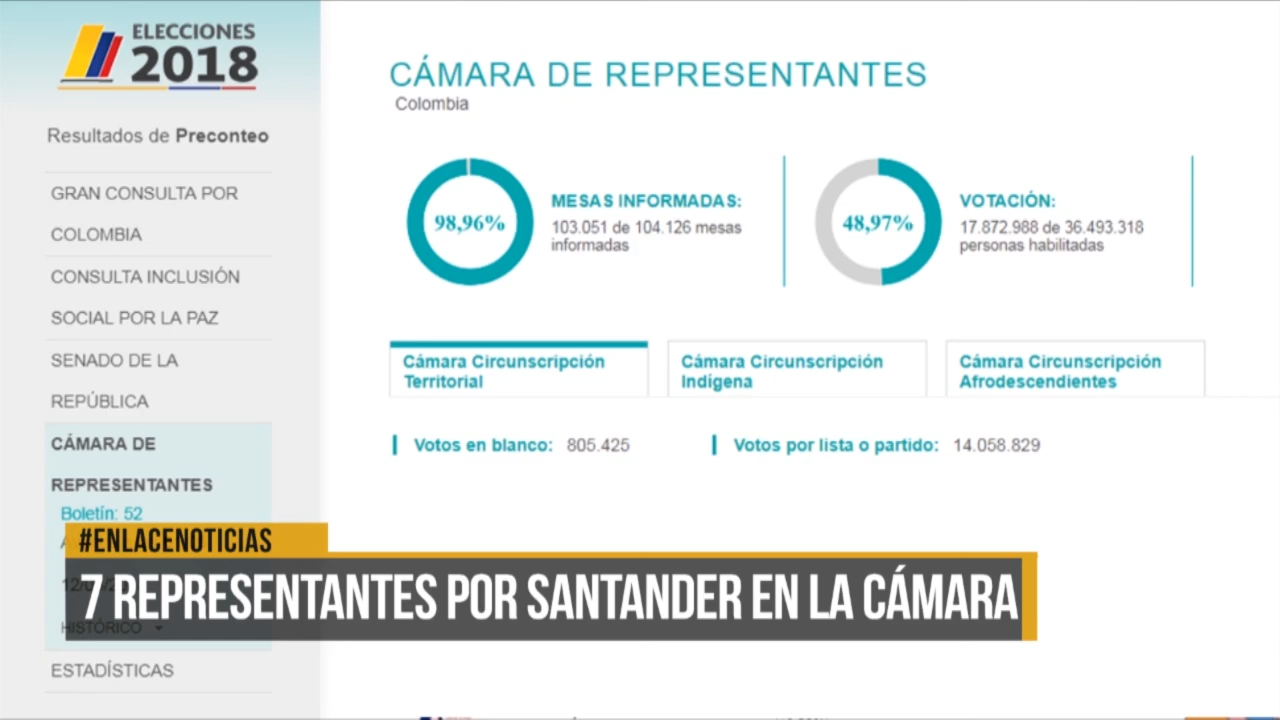 ELECCIONES
2018
Resultados de Preconteo
GRAN CONSULTA POR
COLOMBIA
CONSULTA INCLUSIÓN
SOCIAL POR LA PAZ
SENADO DE LA
REPÚBLICA
CÁMARA DE
REPRESENTANTES
Boletín: 52
HISTÓRICO
ESTADÍSTICAS
CÁMARA DE REPRESENTANTES
Colombia
98,96%
MESAS INFORMADAS:
103.051 de 104.126 mesas
informadas
48,97%
VOTACIÓN:
17.872.988 de 36.493.318
personas habilitadas
Cámara Circunscripción
Territorial
Cámara Circunscripción
Indígena
Cámara Circunscripción
Afrodescendientes
Votos en blanco: 805.425
Votos por lista o partido: 14.058.829
#ENLACENOTICIAS
7 REPRESENTANTES POR SANTANDER EN LA CÁMARA